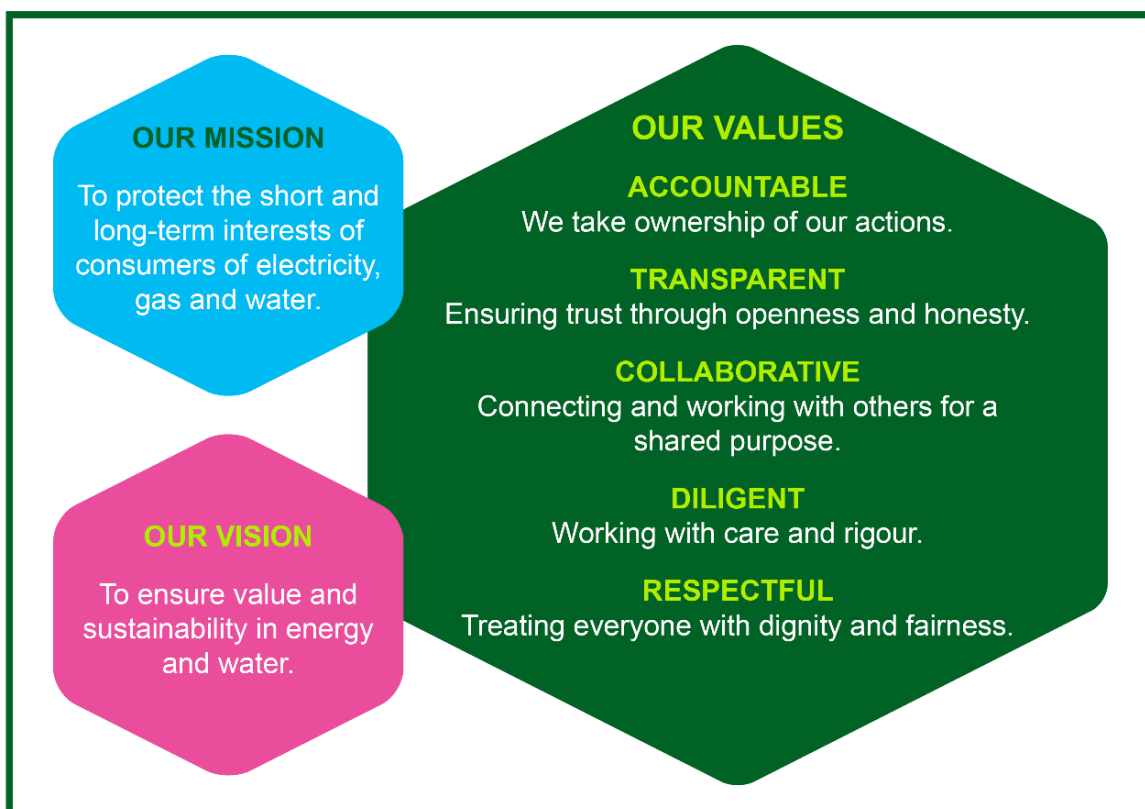 OUR MISSION
To protect the short and
long-term interests of
consumers of electricity,
gas and water.
OUR VISION
To ensure value and
sustainability in energy
and water.
OUR VALUES
ACCOUNTABLE
We take ownership of our actions.
TRANSPARENT
Ensuring trust through openness and honesty.
COLLABORATIVE
Connecting and working with others for a
shared purpose.
DILIGENT
Working with care and rigour.
RESPECTFUL
Treating everyone with dignity and fairness.